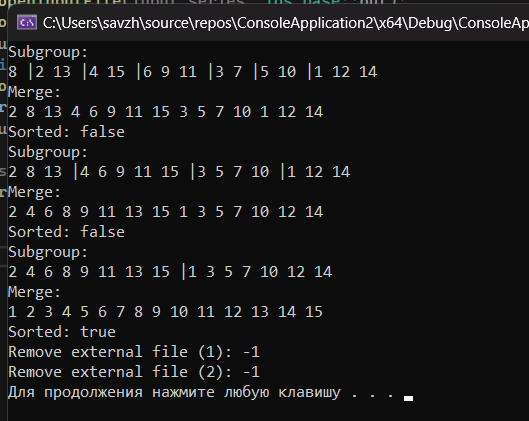 C:\Users\savzh\source\repos\ConsoleApplication2\x64\Debug\ConsoleAp
Subgroup:
8 |2 13 |4 15 |6 9 11 |3 7 |5 10 |1 12 14
Merge:
2 8 13 4 6 9 11 15 3 5 7 10 1 12 14
Sorted: false
Subgroup:
2 8 13 |4 6 9 11 15 |3 5 7 10 |1 12 14
Merge:
2 4 6 8 9 11 13 15 1 3 5 7 10 12 14
Sorted: false
Subgroup:
2 4 6 8 9 11 13 15 |1 3 5 7 10 12 14
Merge:
1 2 3 4 5 6 7 8 9 10 11 12 13 14 15
Sorted: true
Remove external file (1): -1
Remove external file (2): -1
Для продолжения нажмите любую клавишу . . .